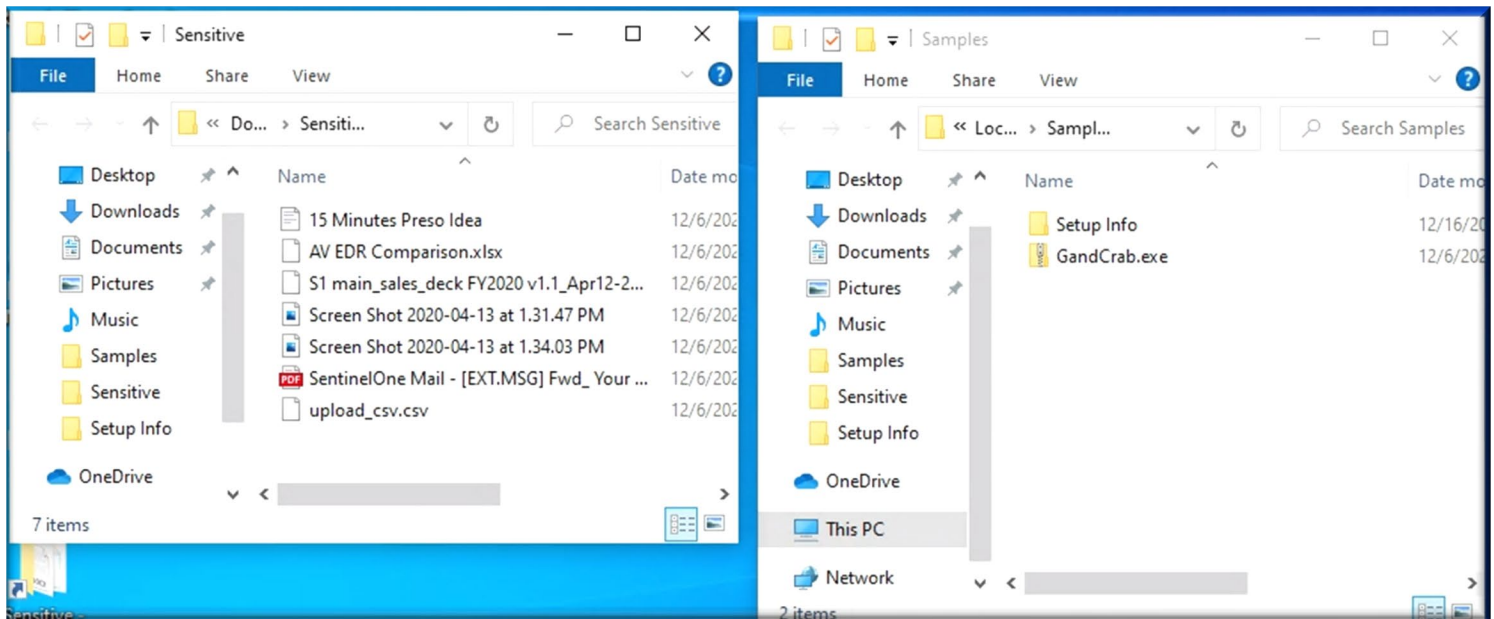 Sensitive
File Home Share View
« Do... > Sensiti...
Search Sensitive
Desktop
Downloads
Documents
Pictures
Music
Samples
Sensitive
Setup Info
OneDrive
Name Date mo
15 Minutes Preso Idea 12/6/202
AV EDR Comparison.xlsx 12/6/202
S1 main_sales_deck FY2020 v1.1_Apr12-2... 12/6/202
Screen Shot 2020-04-13 at 1.31.47 PM 12/6/202
Screen Shot 2020-04-13 at 1.34.03 PM 12/6/202
SentinelOne Mail - [EXT.MSG] Fwd_ Your ... 12/6/202
upload_csv.csv 12/6/202
7 items
Sensitive -
Samples
File Home Share View
« Loc... > Sampl...
Search Samples
Desktop
Downloads
Documents
Pictures
Music
Samples
Sensitive
Setup Info
OneDrive
This PC
Network
Name Date mo
Setup Info 12/16/20
GandCrab.exe 12/6/202
2 items